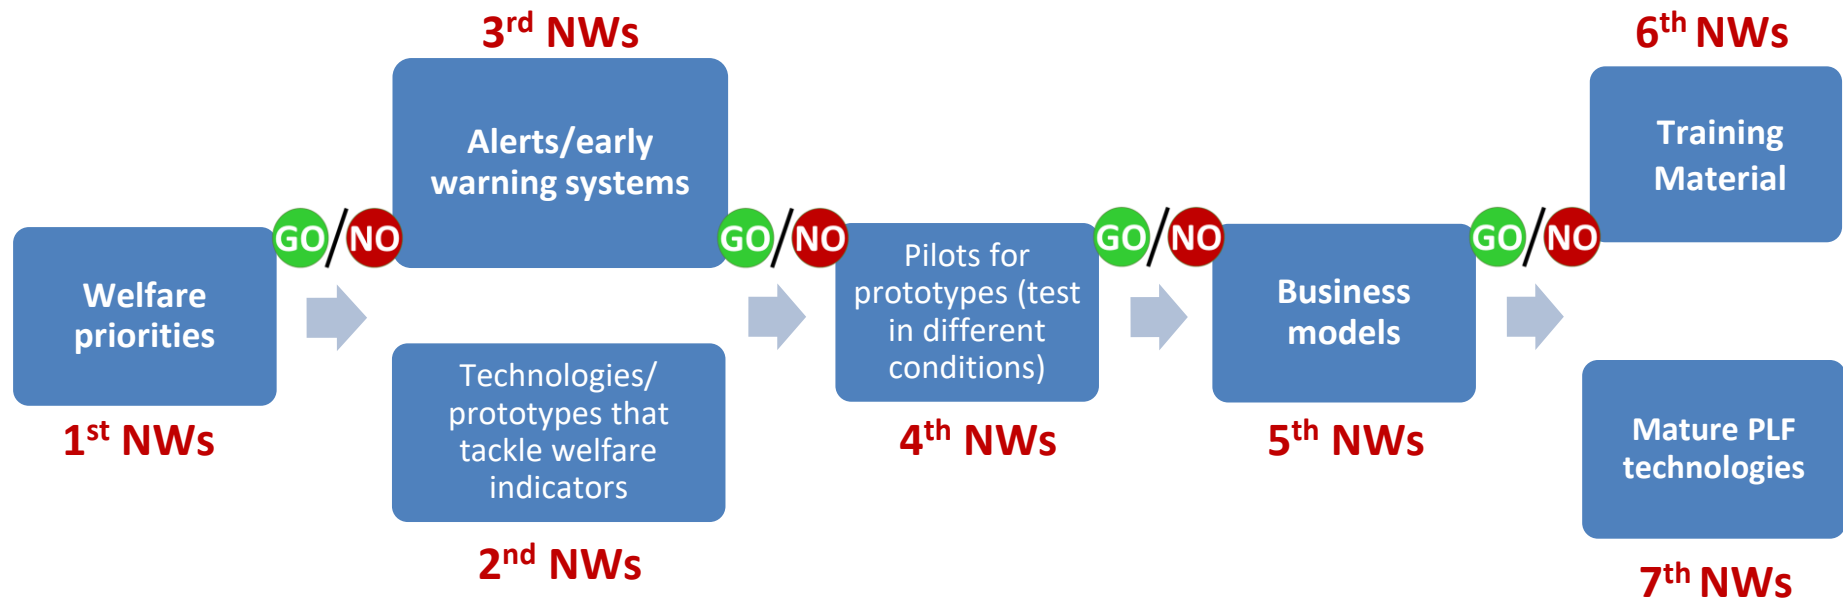 3rd NWs
6th NWs
Alerts/early
warning systems
Training
Material
GO/NO
GO/NO
GO/NO
GO/NO
Welfare
priorities
1st NWs
Technologies/
prototypes that
tackle welfare
indicators
2nd NWs
Pilots for
prototypes (test
in different
conditions)
4th NWs
Business
models
5th NWs
Mature PLF
technologies
7th NWs